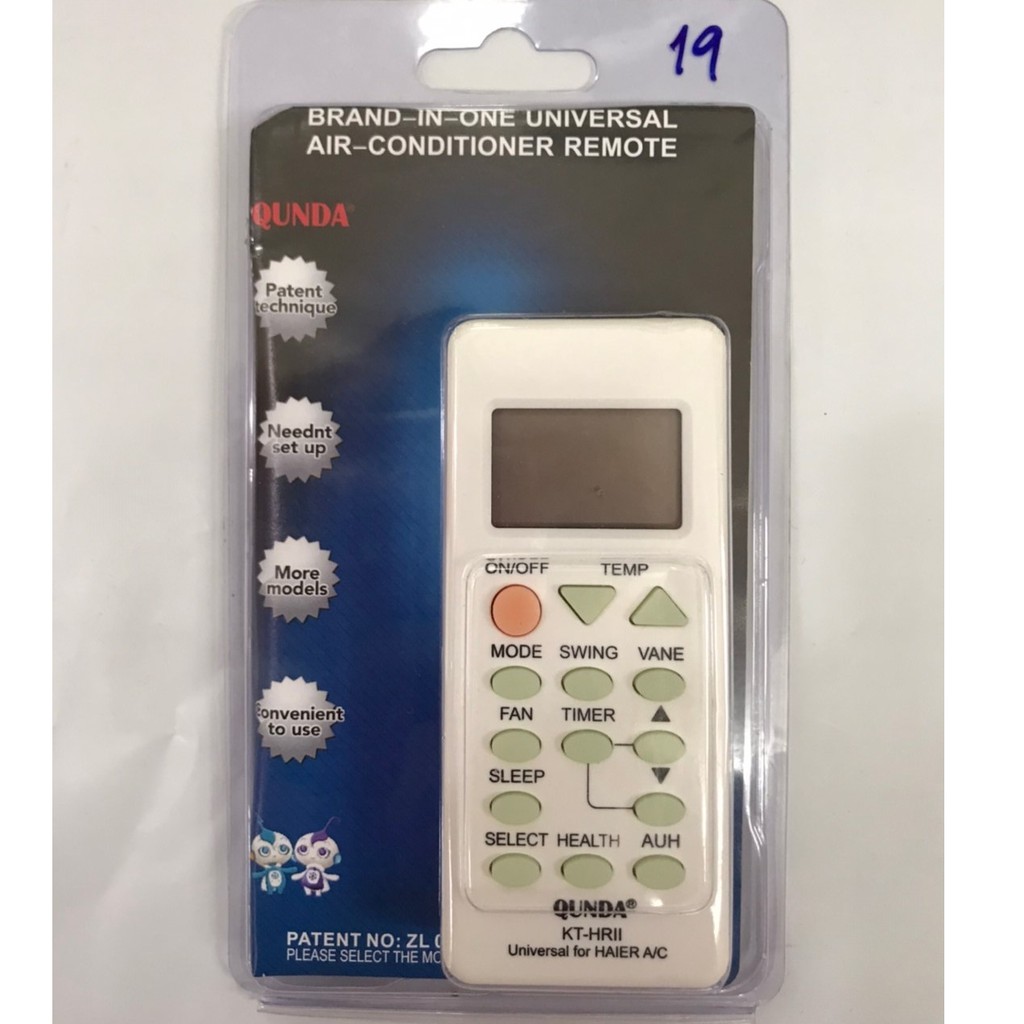 19
BRAND-IN-ONE UNIVERSAL
AIR-CONDITIONER REMOTE
QUNDA
Patent
technique
Neednt
set up
More
models
Convenient
to use
ON/OFF TEMP
MODE SWING VANE
FAN TIMER ▲
SLEEP ▼
SELECT HEALTH AUH
QUNDA®
KT-HRII
Universal for HAIER A/C
PATENT NO: ZL
PLEASE SELECT THE